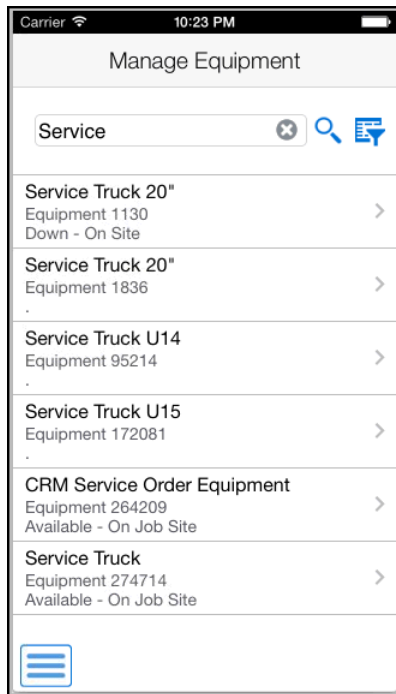 Carrier 10:23 PM
Manage Equipment
Service
Service Truck 20"
Equipment 1130
Down - On Site
Service Truck 20"
Equipment 1836
.
Service Truck U14
Equipment 95214
.
Service Truck U15
Equipment 172081
.
CRM Service Order Equipment
Equipment 264209
Available - On Job Site
Service Truck
Equipment 274714
Available - On Job Site